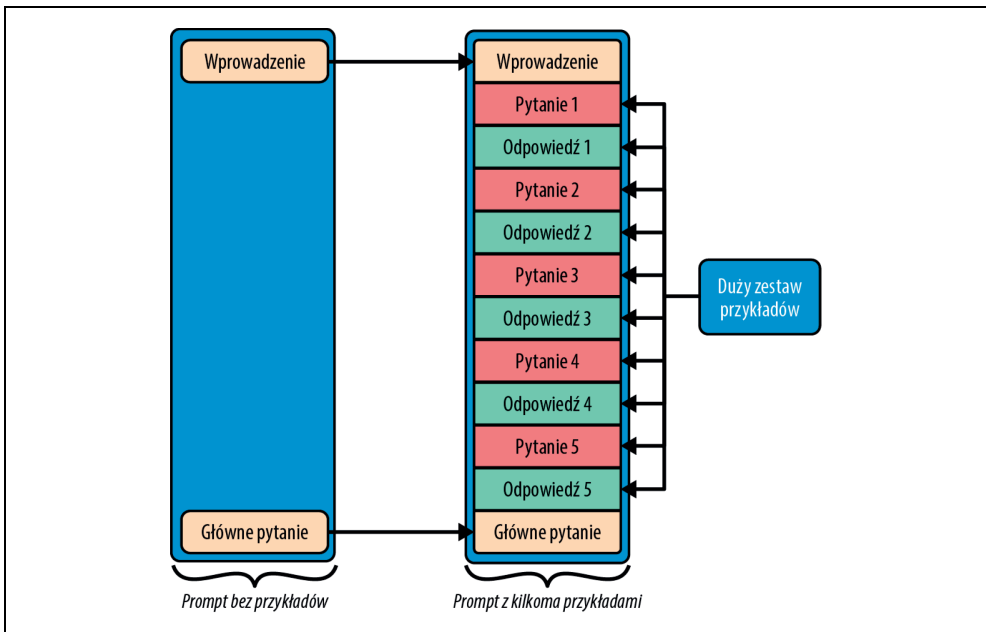 Wprowadzenie
Główne pytanie
Prompt bez przykładów
Wprowadzenie
Pytanie 1
Odpowiedź 1
Pytanie 2
Odpowiedź 2
Pytanie 3
Odpowiedź 3
Pytanie 4
Odpowiedź 4
Pytanie 5
Odpowiedź 5
Główne pytanie
Prompt z kilkoma przykładami
Duży zestaw
przykładów